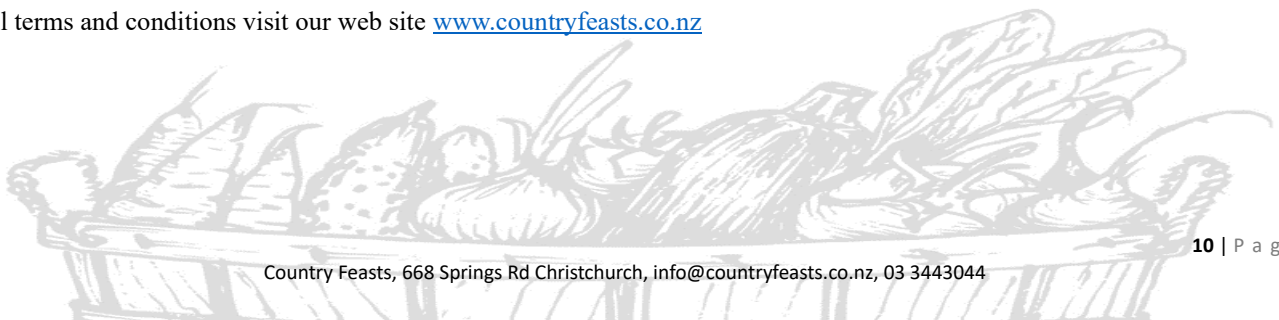 l terms and conditions visit our web site www.countryfeasts.co.nz
10 | P a g
Country Feasts, 668 Springs Rd Christchurch, info@countryfeasts.co.nz, 03 3443044